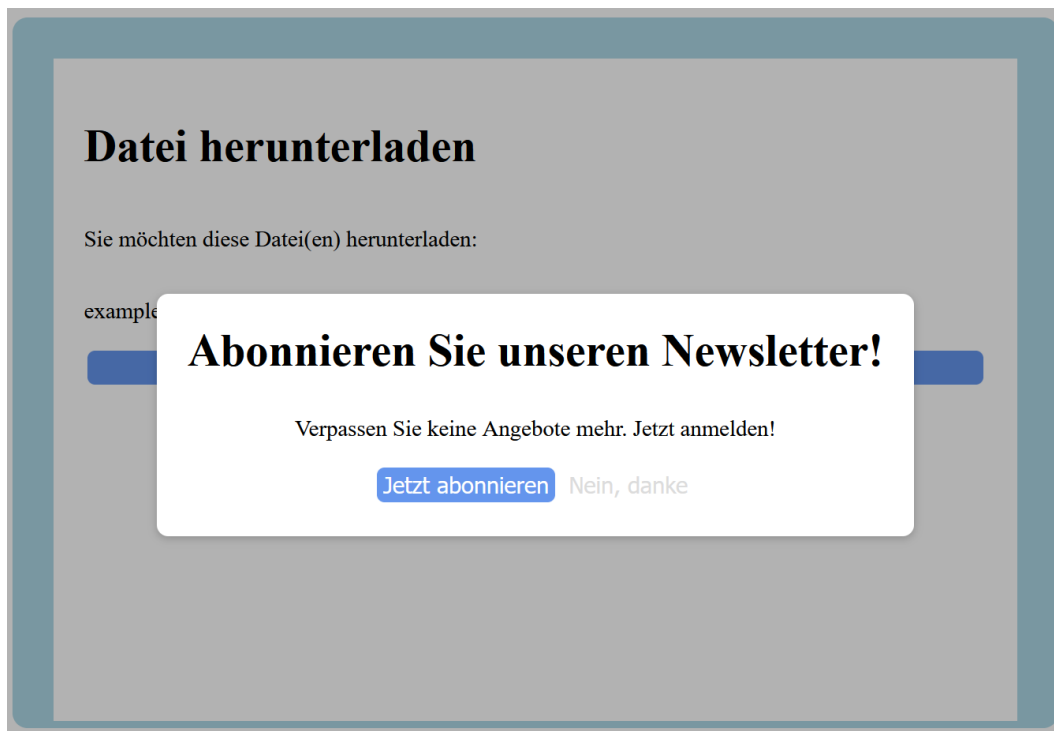 Datei herunterladen
Sie möchten diese Datei(en) herunterladen:
example
Abonnieren Sie unseren Newsletter!
Verpassen Sie keine Angebote mehr. Jetzt anmelden!
Jetzt abonnieren Nein, danke